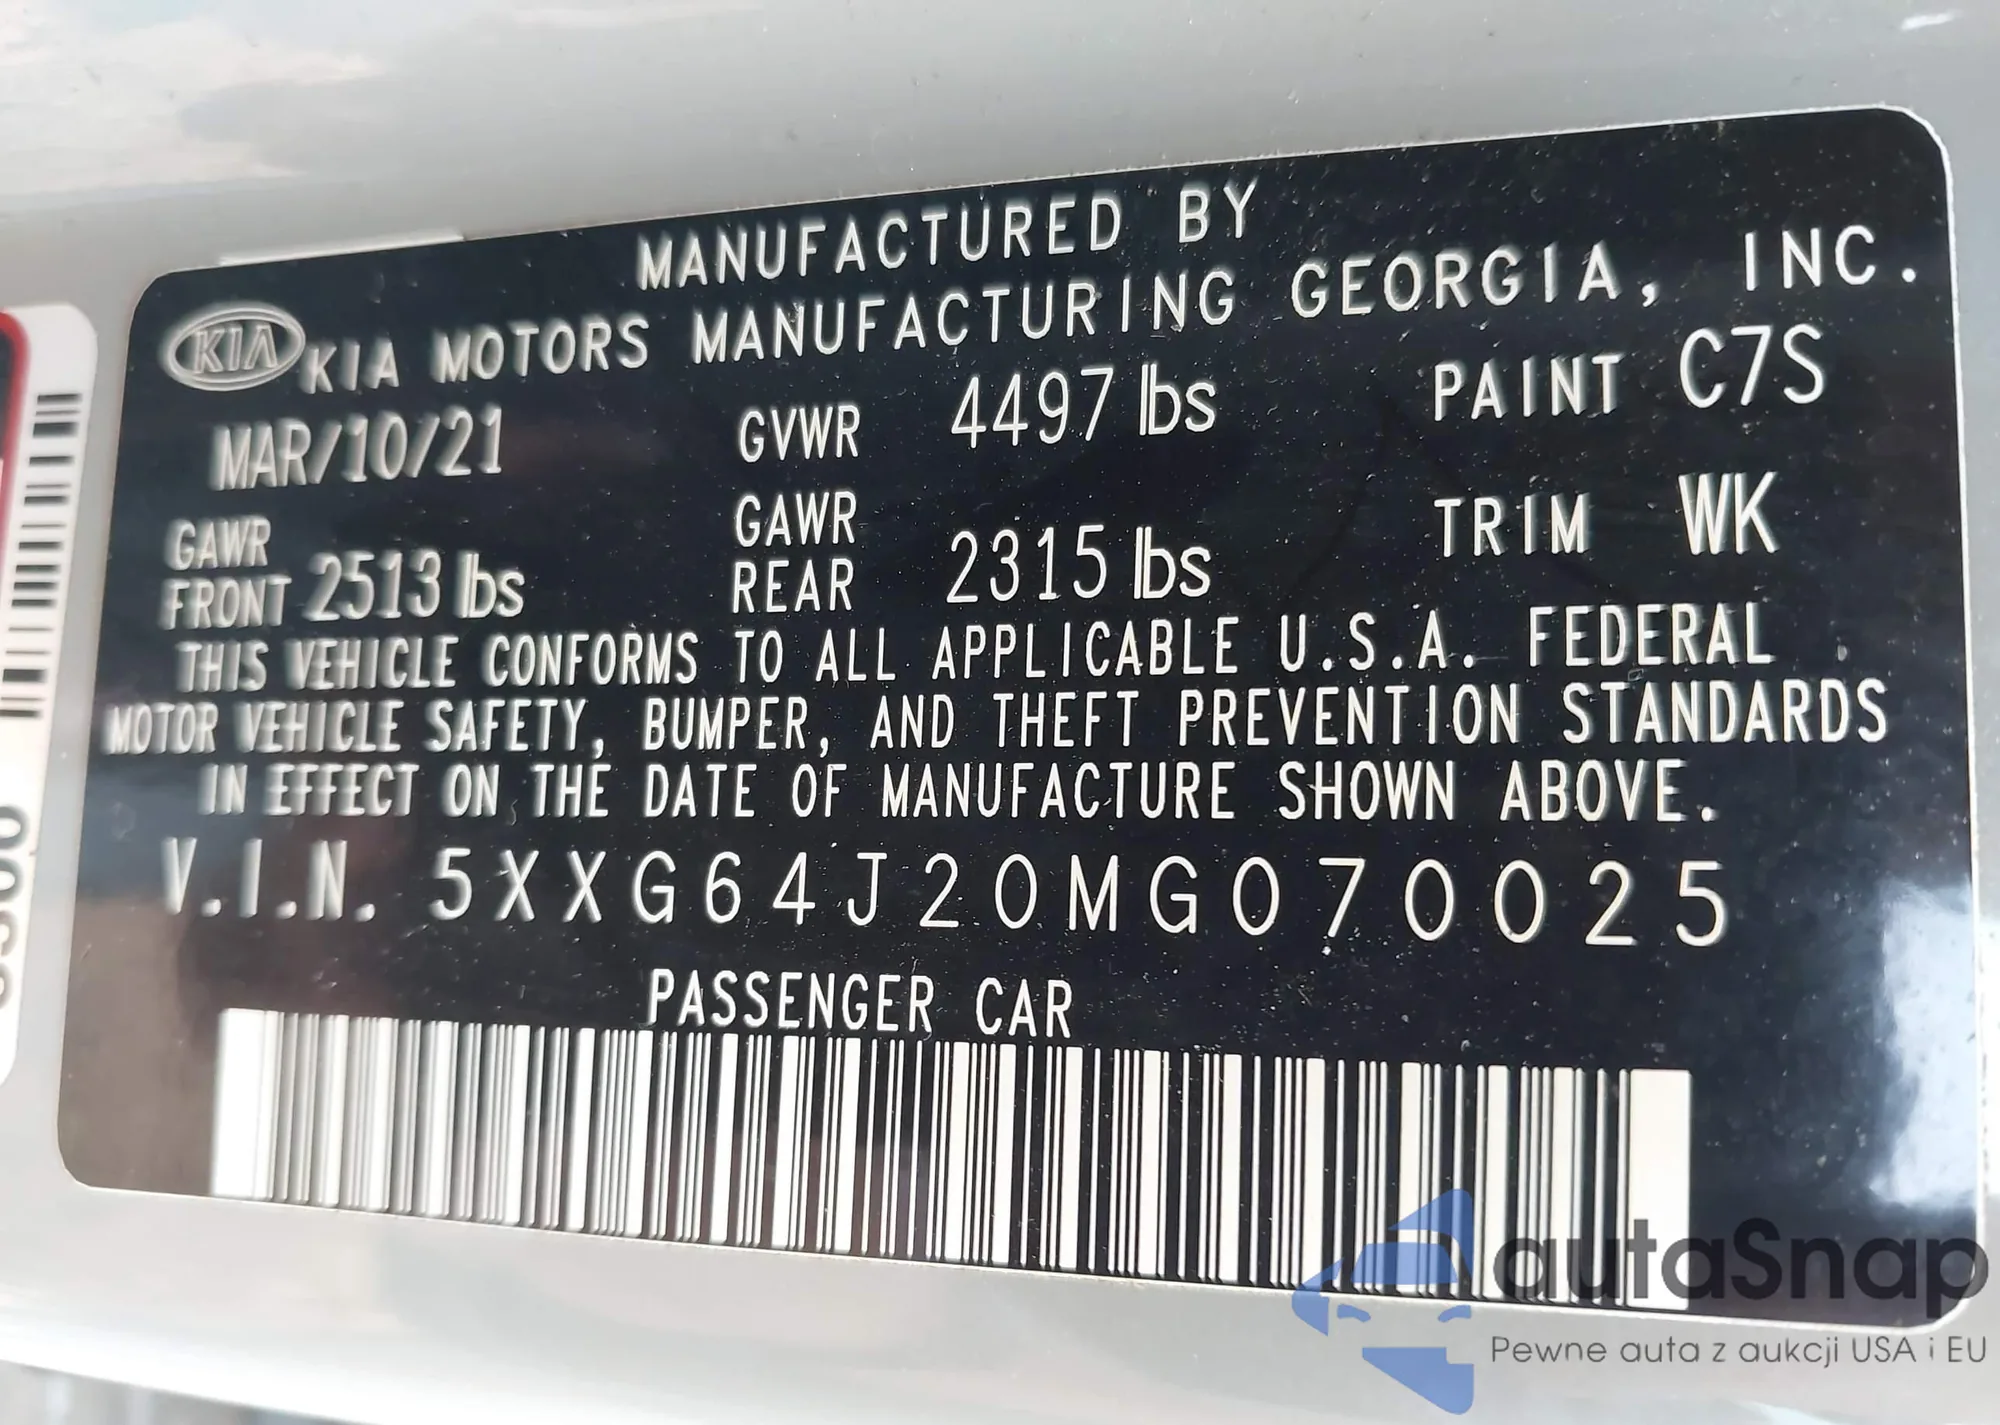 MANUFACTURED BY
KIA KIA MOTORS MANUFACTURING GEORGIA, INC.
MAR/10/21 GVWR 4497 lbs PAINT C7S
GAWR FRONT 2513 lbs GAWR REAR 2315 lbs TRIM WK
THIS VEHICLE CONFORMS TO ALL APPLICABLE U.S.A. FEDERAL
MOTOR VEHICLE SAFETY, BUMPER, AND THEFT PREVENTION STANDARDS
IN EFFECT ON THE DATE OF MANUFACTURE SHOWN ABOVE.
V.I.N. 5XXG64J20MG070025
PASSENGER CAR
autaSnap
Pewne auta z aukcji USA i EU